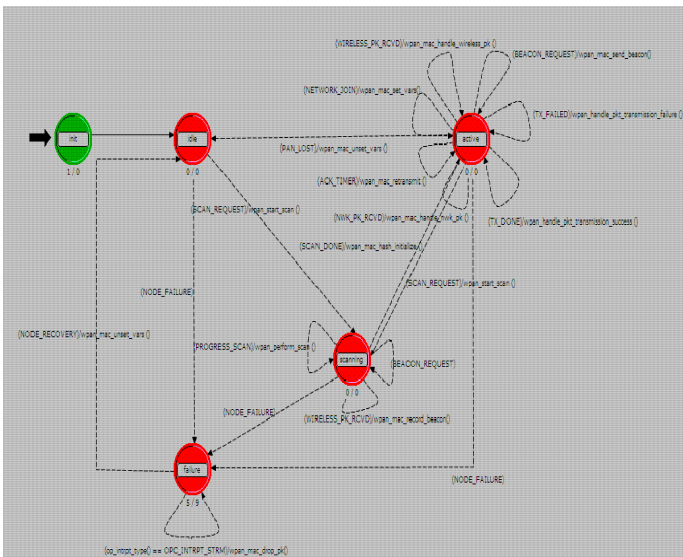 (WIRELESS_PK_RCVD)/wpan_mac_handle_wireless_pk ()
(BEACON_REQUEST)/wpan_mac_send_beacon()
(NETWORK_JOIN)/wpan_mac_set_vars()
(TX_FAILED)/wpan_handle_pkt_transmission_failure ()
init
1 / 0
idle
0 / 0
active
0 / 0
(PAN_LOST)/wpan_mac_unset_vars ()
(ACK_TIMER)/wpan_mac_retransmit ()
(SCAN_REQUEST)/wpan_start_scan ()
(NWK_PK_RCVD)/wpan_mac_handle_nwk_pk ()
(TX_DONE)/wpan_handle_pkt_transmission_success ()
(SCAN_DONE)/wpan_mac_hash_initialize ()
(SCAN_REQUEST)/wpan_start_scan ()
(NODE_FAILURE)
(NODE_RECOVERY)/wpan_mac_unset_vars ()
(PROGRESS_SCAN)/wpan_perform_scan ()
scanning
0 / 0
(BEACON_REQUEST)
(NODE_FAILURE)
(WIRELESS_PK_RCVD)/wpan_mac_record_beacon()
failure
5 / 9
(NODE_FAILURE)
(op_intrpt_type() == OPC_INTRPT_STRM)/wpan_mac_drop_pk()